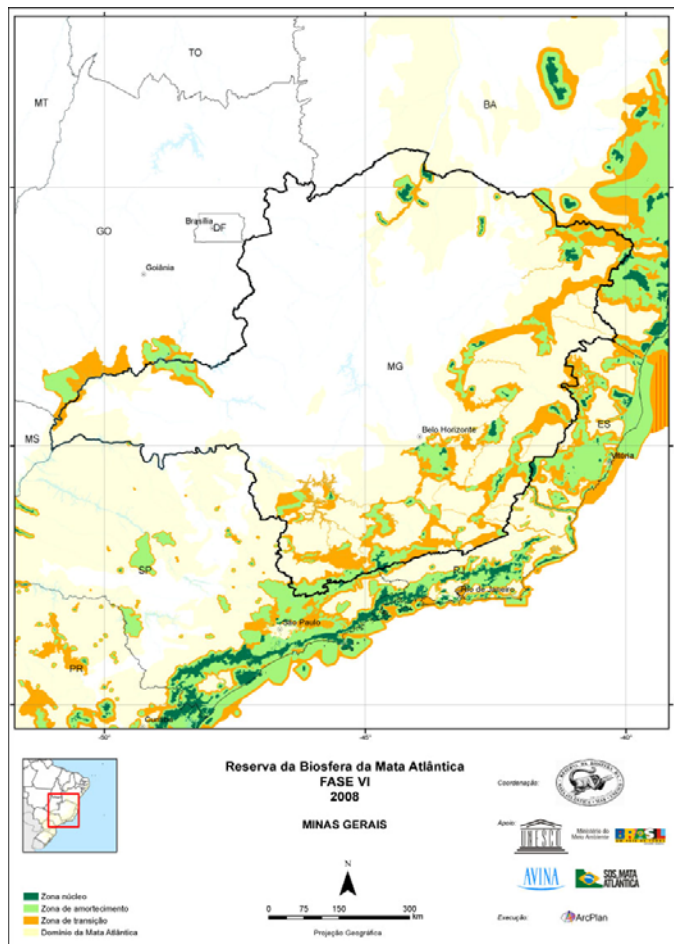 TO
MT
BA
Brasília
DF
GO
Goiânia
MG
MS
Belo Horizonte
ES
Vitória
SP
RJ
Rio de Janeiro
São Paulo
PR
Reserva da Biosfera da Mata Atlântica
FASE VI
2008
MINAS GERAIS
N
0 75 150 300
km
Projeção Geográfica
Zona núcleo
Zona de amortecimento
Zona de transição
Domínio da Mata Atlântica
Coordenação:
Apoio:
UNESCO
Ministério do
Meio Ambiente
BRASIL
AVINA
SOS MATA
ATLÂNTICA
Execução:
ArcPlan